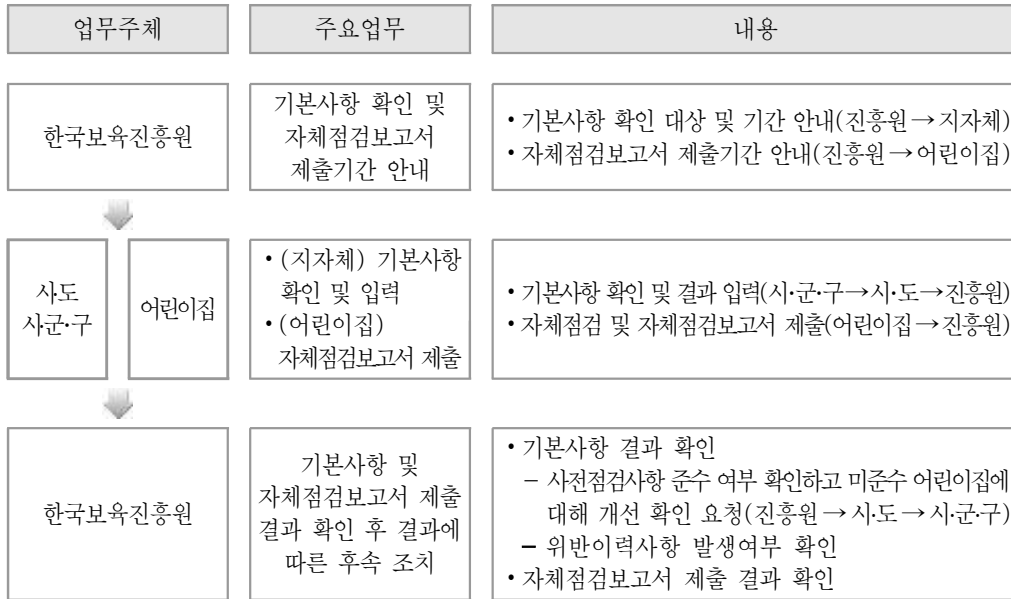 업무주체
주요업무
내용
한국보육진흥원
기본사항 확인 및
자체점검보고서
제출기간 안내
• 기본사항 확인 대상 및 기간 안내(진흥원→지자체)
• 자체점검보고서 제출기간 안내(진흥원→어린이집)
시·도
시·군·구
어린이집
• (지자체) 기본사항
확인 및 입력
• (어린이집)
자체점검보고서 제출
• 기본사항 확인 및 결과 입력(시·군·구→시·도→진흥원)
• 자체점검 및 자체점검보고서 제출(어린이집→진흥원)
한국보육진흥원
기본사항 및
자체점검보고서 제출
결과 확인 후 결과에
따른 후속 조치
• 기본사항 결과 확인
– 사전점검사항 준수 여부 확인하고 미준수 어린이집에
대해 개선 확인 요청(진흥원→시·도→시·군·구)
– 위반이력사항 발생여부 확인
• 자체점검보고서 제출 결과 확인